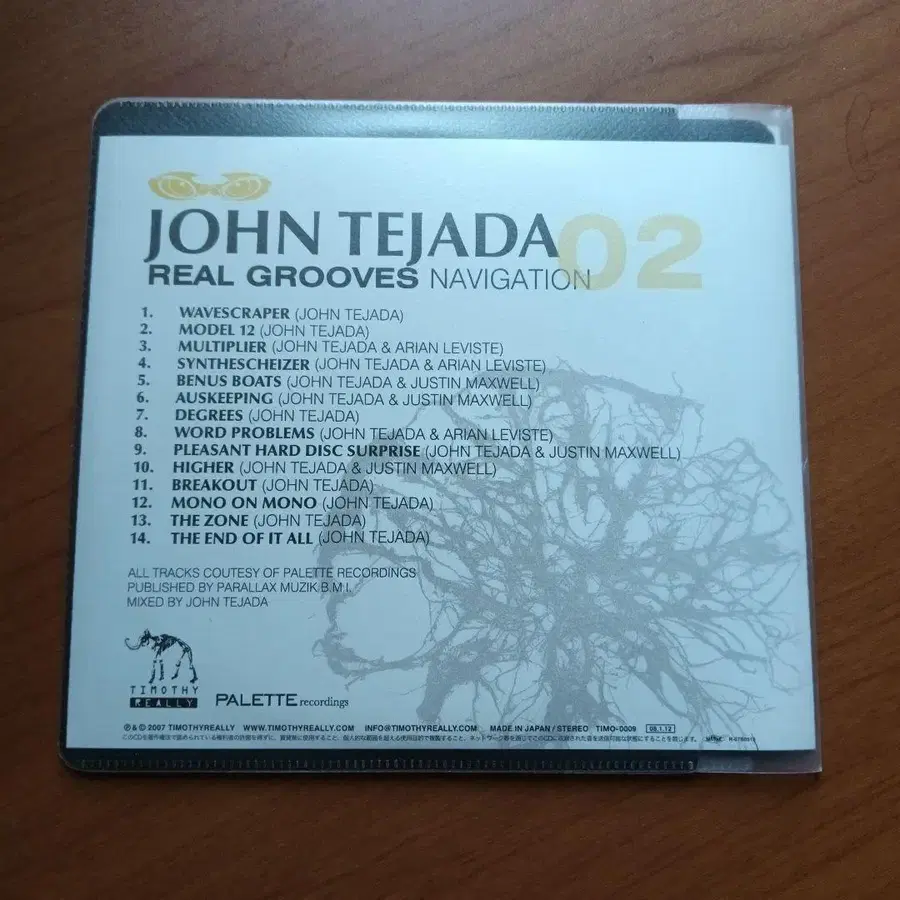 JOHN TEJADA 02
REAL GROOVES NAVIGATION
1. WAVESCRAPER (JOHN TEJADA)
2. MODEL 12 (JOHN TEJADA)
3. MULTIPLIER (JOHN TEJADA & ARIAN LEVISTE)
4. SYNTHESCHEIZER (JOHN TEJADA & ARIAN LEVISTE)
5. BENUS BOATS (JOHN TEJADA & JUSTIN MAXWELL)
6. AUSKEEPING (JOHN TEJADA & JUSTIN MAXWELL)
7. DEGREES (JOHN TEJADA)
8. WORD PROBLEMS (JOHN TEJADA & ARIAN LEVISTE)
9. PLEASANT HARD DISC SURPRISE (JOHN TEJADA & JUSTIN MAXWELL)
10. HIGHER (JOHN TEJADA & JUSTIN MAXWELL)
11. BREAKOUT (JOHN TEJADA)
12. MONO ON MONO (JOHN TEJADA)
13. THE ZONE (JOHN TEJADA)
14. THE END OF IT ALL (JOHN TEJADA)
ALL TRACKS COUTESY OF PALETTE RECORDINGS
PUBLISHED BY PARALLAX MUZIK B.M.I.
MIXED BY JOHN TEJADA
TIMOTHY
REALLY
PALETTE recordings
℗ & © 2007 TIMOTHYREALLY WWW.TIMOTHYREALLY.COM INFO@TIMOTHYREALLY.COM MADE IN JAPAN / STEREO TIMO-0009 08.1.12